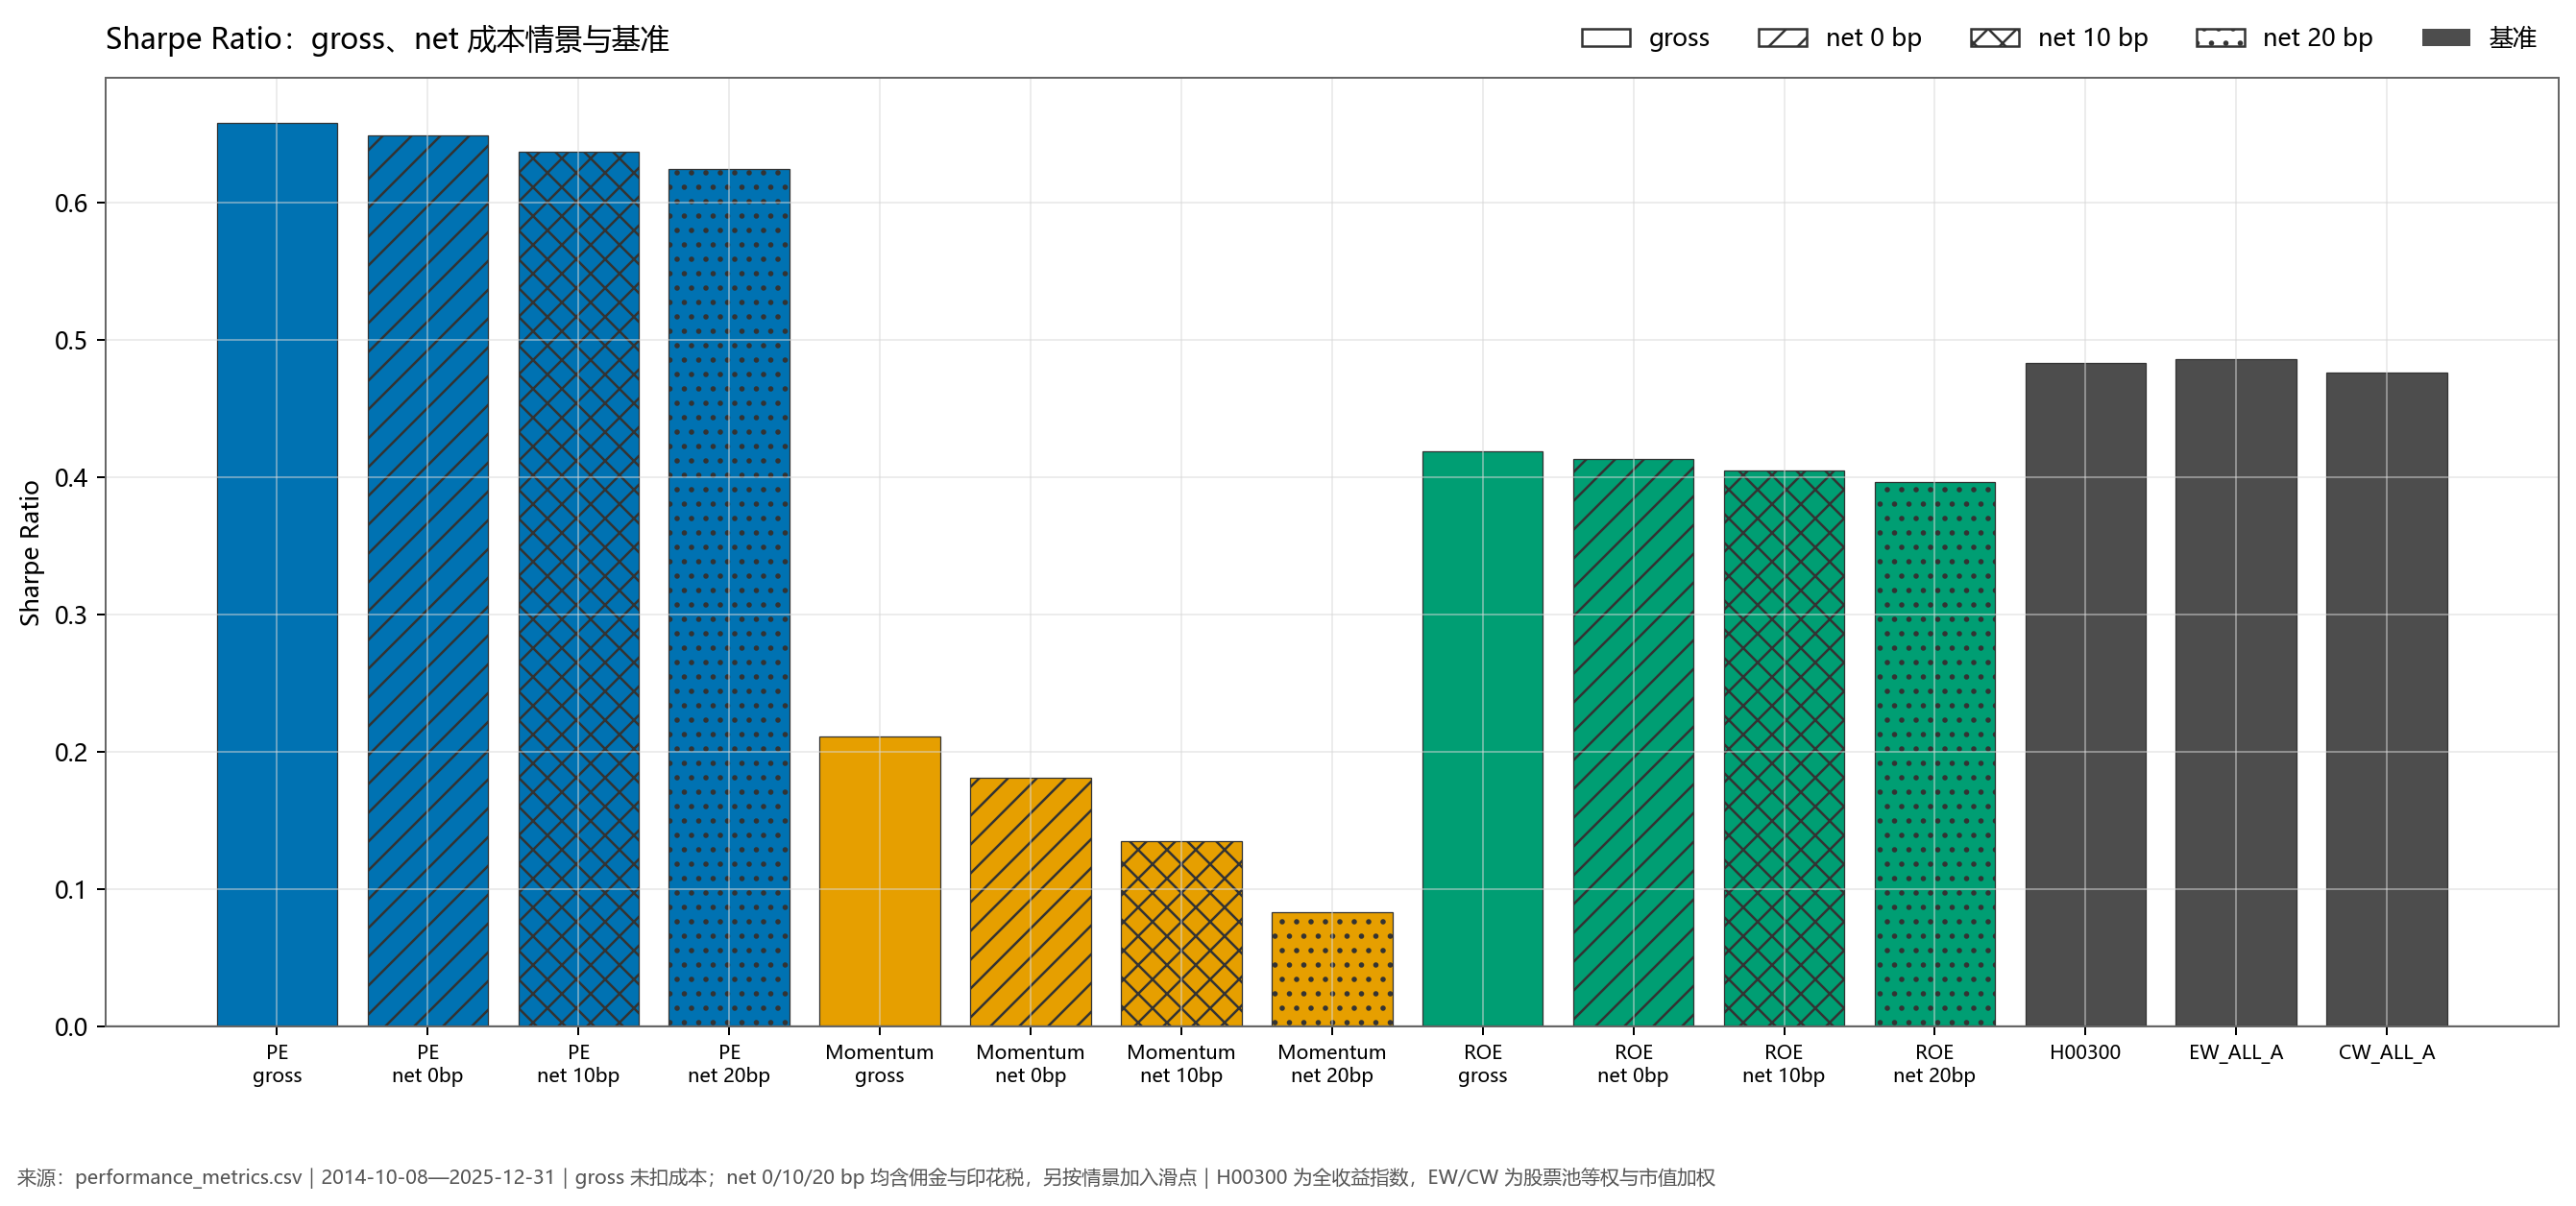 Sharpe Ratio：gross、net 成本情景与基准
gross
net 0 bp
net 10 bp
net 20 bp
基准
Sharpe Ratio
0.6
0.5
0.4
0.3
0.2
0.1
0.0
PE
gross
PE
net 0bp
PE
net 10bp
PE
net 20bp
Momentum
gross
Momentum
net 0bp
Momentum
net 10bp
Momentum
net 20bp
ROE
gross
ROE
net 0bp
ROE
net 10bp
ROE
net 20bp
H00300
EW_ALL_A
CW_ALL_A
来源：performance_metrics.csv | 2014-10-08—2025-12-31 | gross 未扣成本；net 0/10/20 bp 均含佣金与印花税，另按情景加入滑点 | H00300 为全收益指数，EW/CW 为股票池等权与市值加权